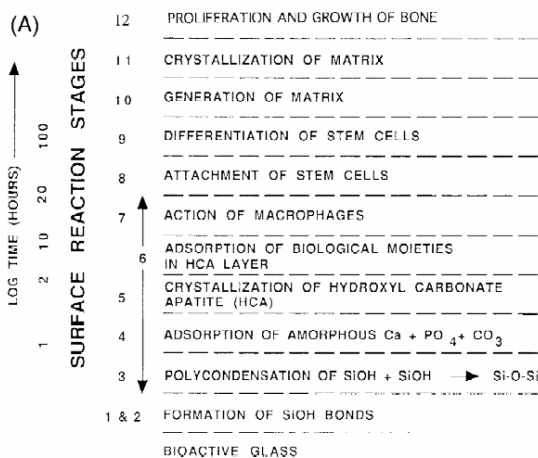 (A)
12 PROLIFERATION AND GROWTH OF BONE
11 CRYSTALLIZATION OF MATRIX
10 GENERATION OF MATRIX
9 DIFFERENTIATION OF STEM CELLS
8 ATTACHMENT OF STEM CELLS
7 ACTION OF MACROPHAGES
6 ADSORPTION OF BIOLOGICAL MOIETIES
IN HCA LAYER
5 CRYSTALLIZATION OF HYDROXYL CARBONATE
APATITE (HCA)
4 ADSORPTION OF AMORPHOUS Ca + PO4 + CO3
3 POLYCONDENSATION OF SiOH + SiOH → Si-O-Si
1 & 2 FORMATION OF SiOH BONDS
BIOACTIVE GLASS
LOG TIME (HOURS)
1 2 10 20 100
SURFACE REACTION STAGES